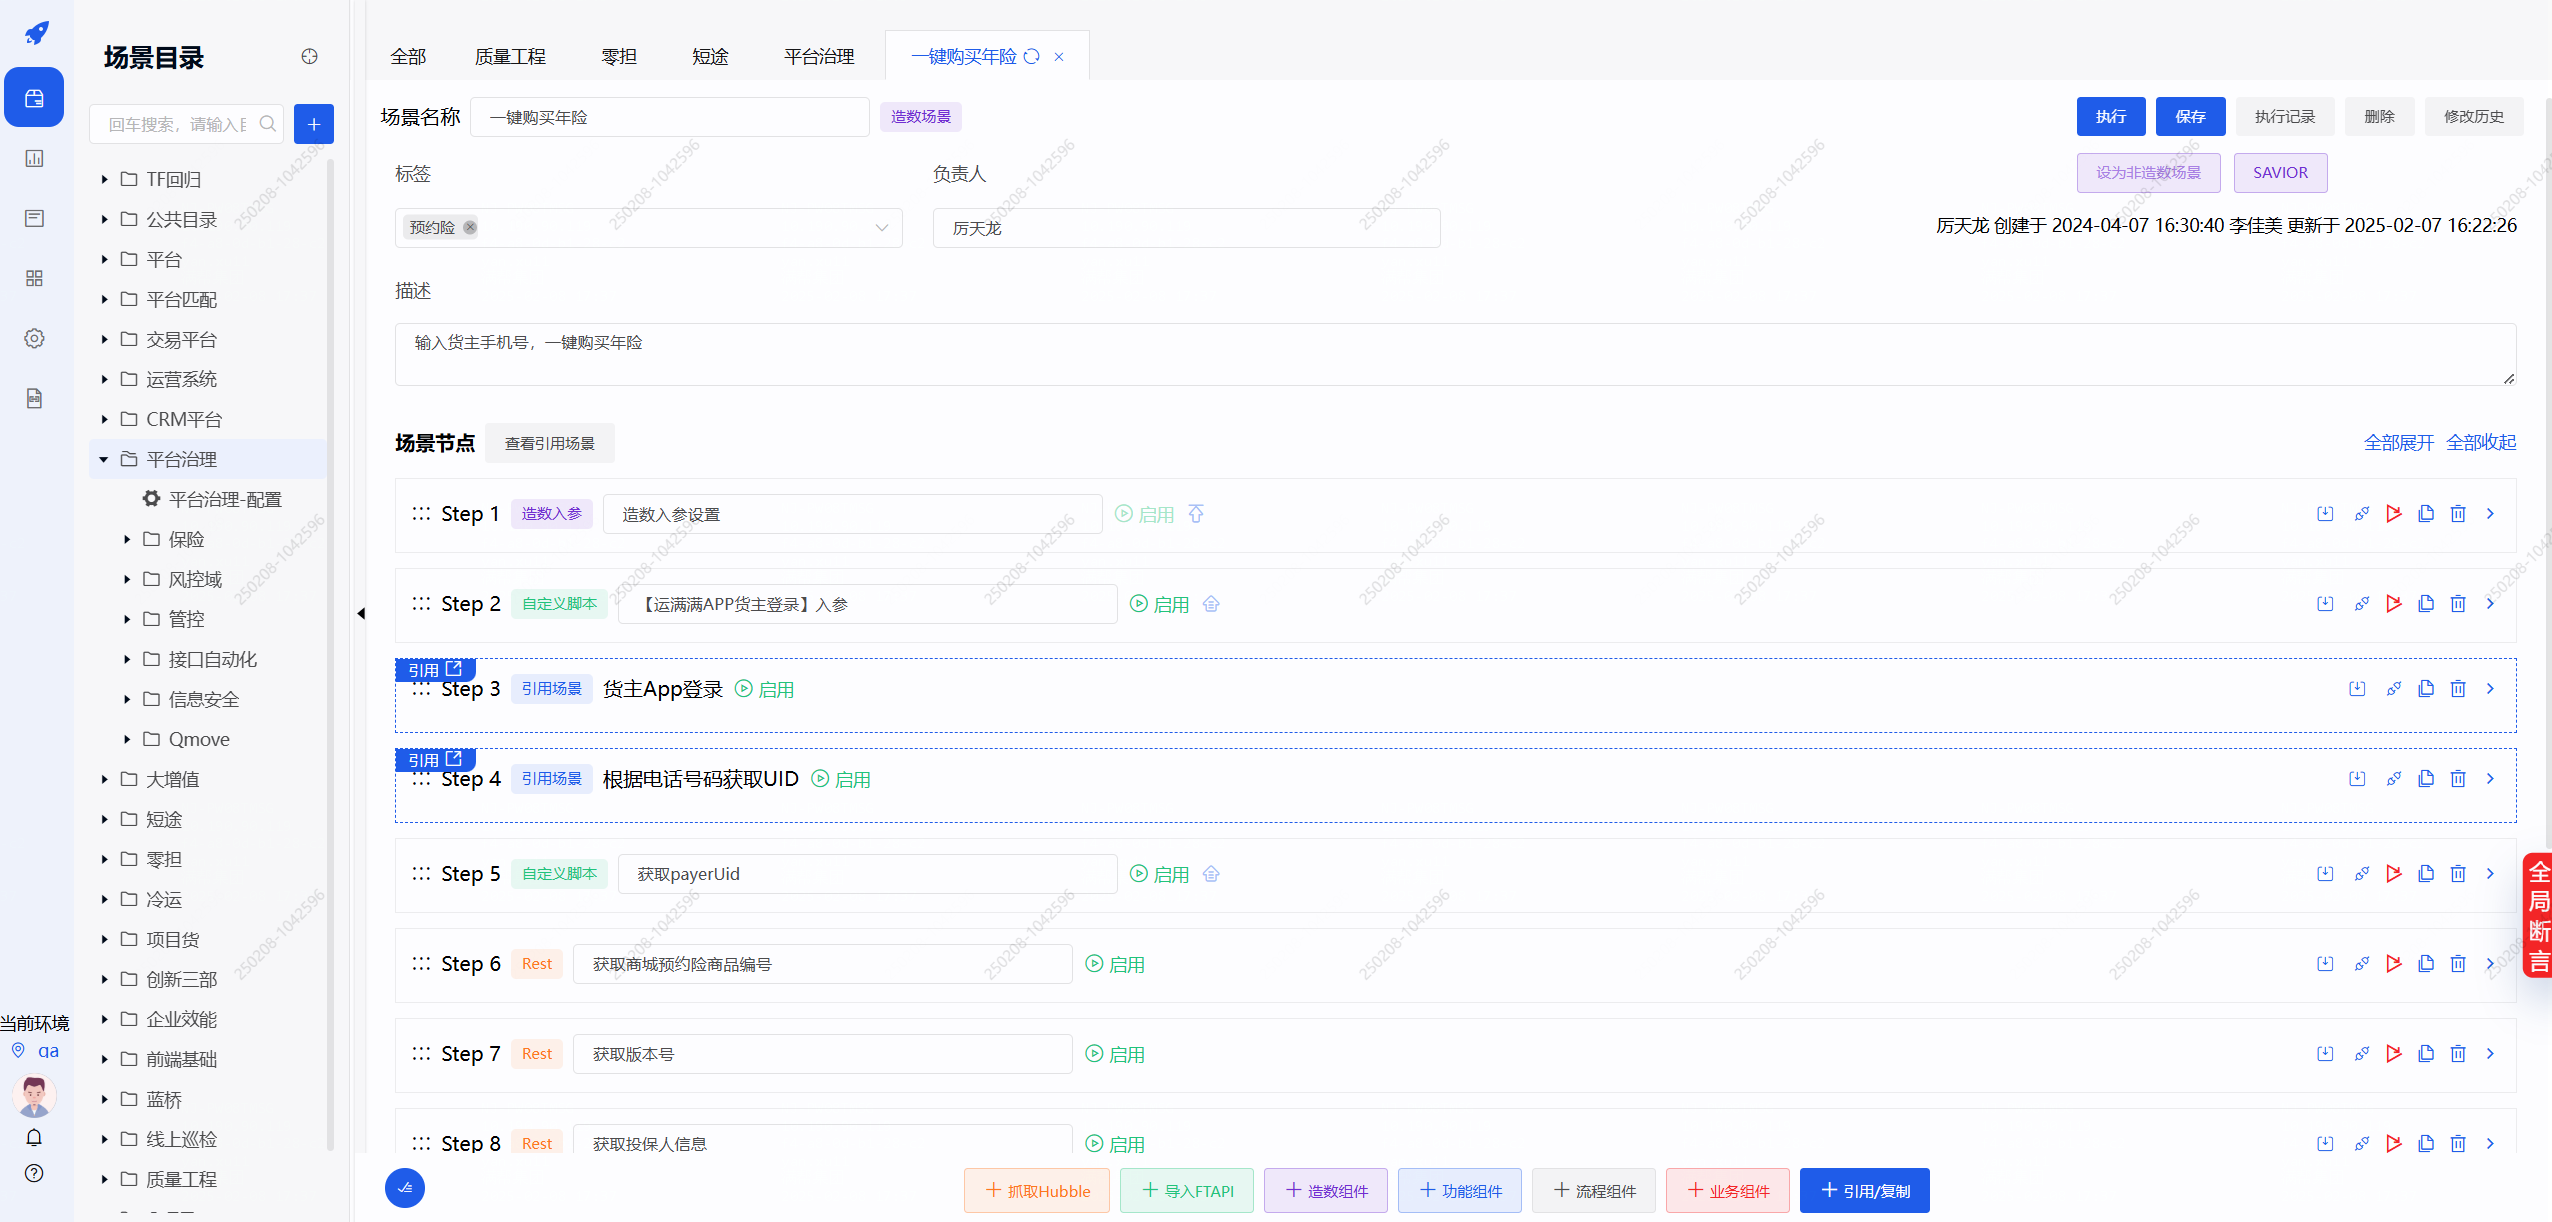 场景目录
回车搜索，请输入
TF回归
公共目录
平台
平台匹配
交易平台
运营系统
CRM平台
平台治理
平台治理-配置
保险
风控域
管控
接口自动化
信息安全
Qmove
大增值
短途
零担
冷运
项目货
创新三部
企业效能
前端基础
蓝桥
线上巡检
质量工程
当前环境
qa
全部 质量工程 零担 短途 平台治理 一键购买年险
场景名称 一键购买年险 造数场景
执行 保存 执行记录 删除 修改历史
设为非造数场景 SAVIOR
标签 负责人
预约险 厉天龙
厉天龙 创建于 2024-04-07 16:30:40 李佳美 更新于 2025-02-07 16:22:26
描述
输入货主手机号，一键购买年险
场景节点 查看引用场景 全部展开 全部收起
Step 1 造数入参 造数入参设置 启用
Step 2 自定义脚本 【运满满APP货主登录】入参 启用
引用
Step 3 引用场景 货主App登录 启用
引用
Step 4 引用场景 根据电话号码获取UID 启用
Step 5 自定义脚本 获取payerUid 启用
Step 6 Rest 获取商城预约险商品编号 启用
Step 7 Rest 获取版本号 启用
Step 8 Rest 获取投保人信息 启用
全局断言
抓取Hubble 导入FTAPI 造数组件 功能组件 流程组件 业务组件 引用/复制
250208-1042596